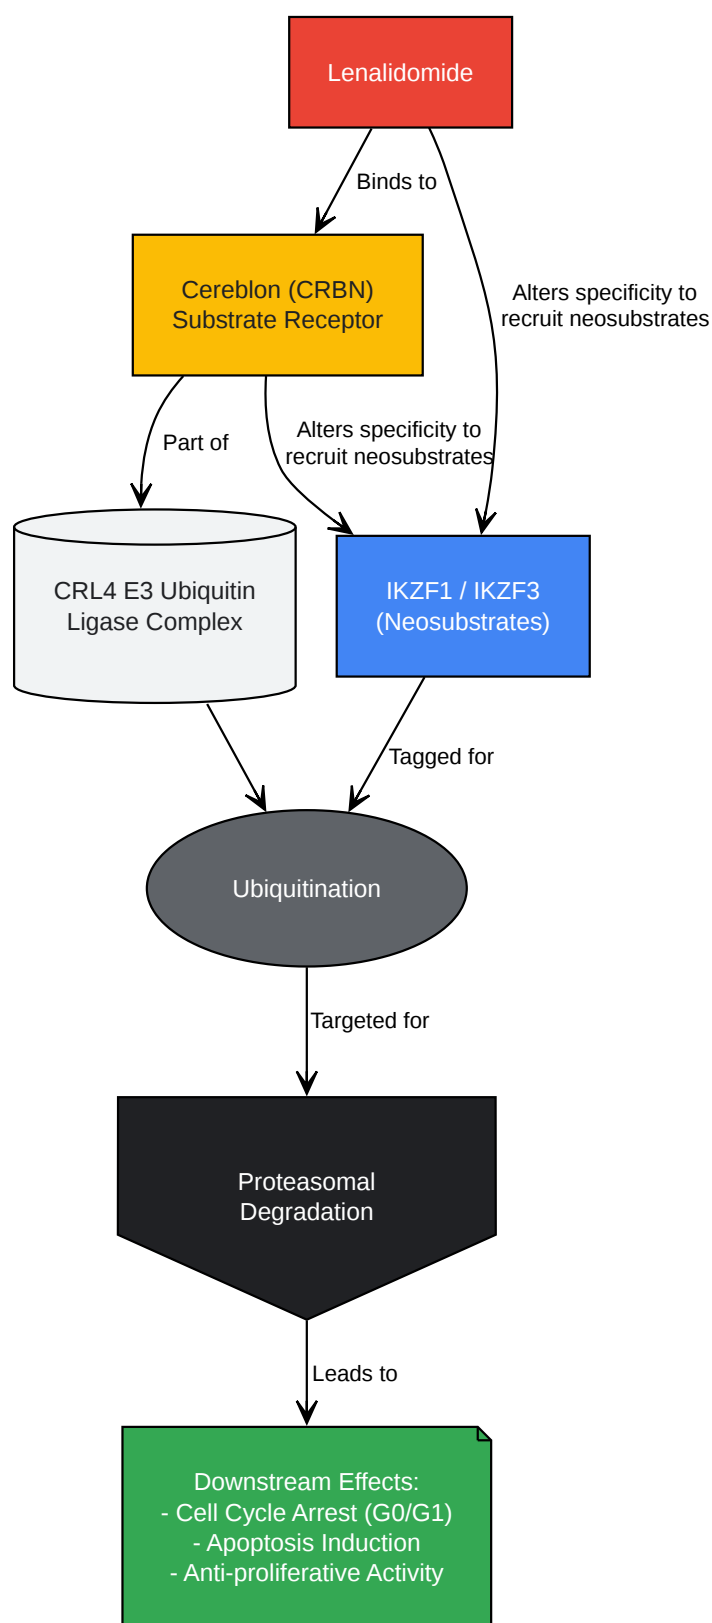 Lenalidomide
Binds to
Alters specificity to
recruit neosubstrates
Cereblon (CRBN)
Substrate Receptor
Part of
Alters specificity to
recruit neosubstrates
CRL4 E3 Ubiquitin
Ligase Complex
IKZF1 / IKZF3
(Neosubstrates)
Tagged for
Ubiquitination
Targeted for
Proteasomal
Degradation
Leads to
Downstream Effects:
- Cell Cycle Arrest (G0/G1)
- Apoptosis Induction
- Anti-proliferative Activity